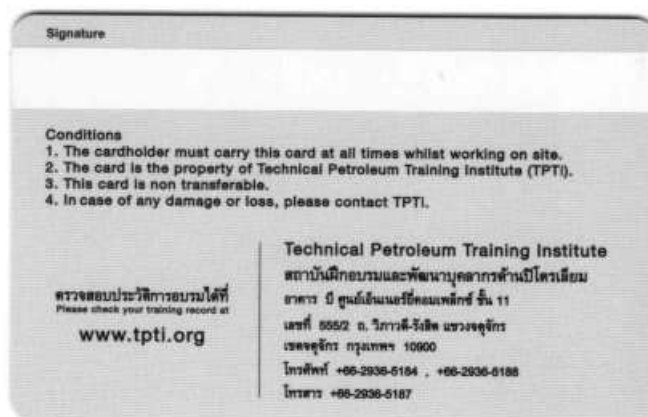 Signature
Conditions
1. The cardholder must carry this card at all times whilst working on site.
2. The card is the property of Technical Petroleum Training Institute (TPTI).
3. This card is non transferable.
4. In case of any damage or loss, please contact TPTI.
ตรวจสอบประวัติการอบรมได้ที่
Please check your training record at
www.tpti.org
Technical Petroleum Training Institute
สถาบันฝึกอบรมและพัฒนาบุคลากรด้านปิโตรเลียม
อาคาร บี ศูนย์เอ็นเนอร์ยี่คอมเพล็กซ์ ชั้น 11
เลขที่ 555/2 ถ. วิภาวดี-รังสิต แขวงจตุจักร
เขตจตุจักร กรุงเทพฯ 10900
โทรศัพท์ +66-2936-5184 , +66-2936-5188
โทรสาร +66-2936-5187